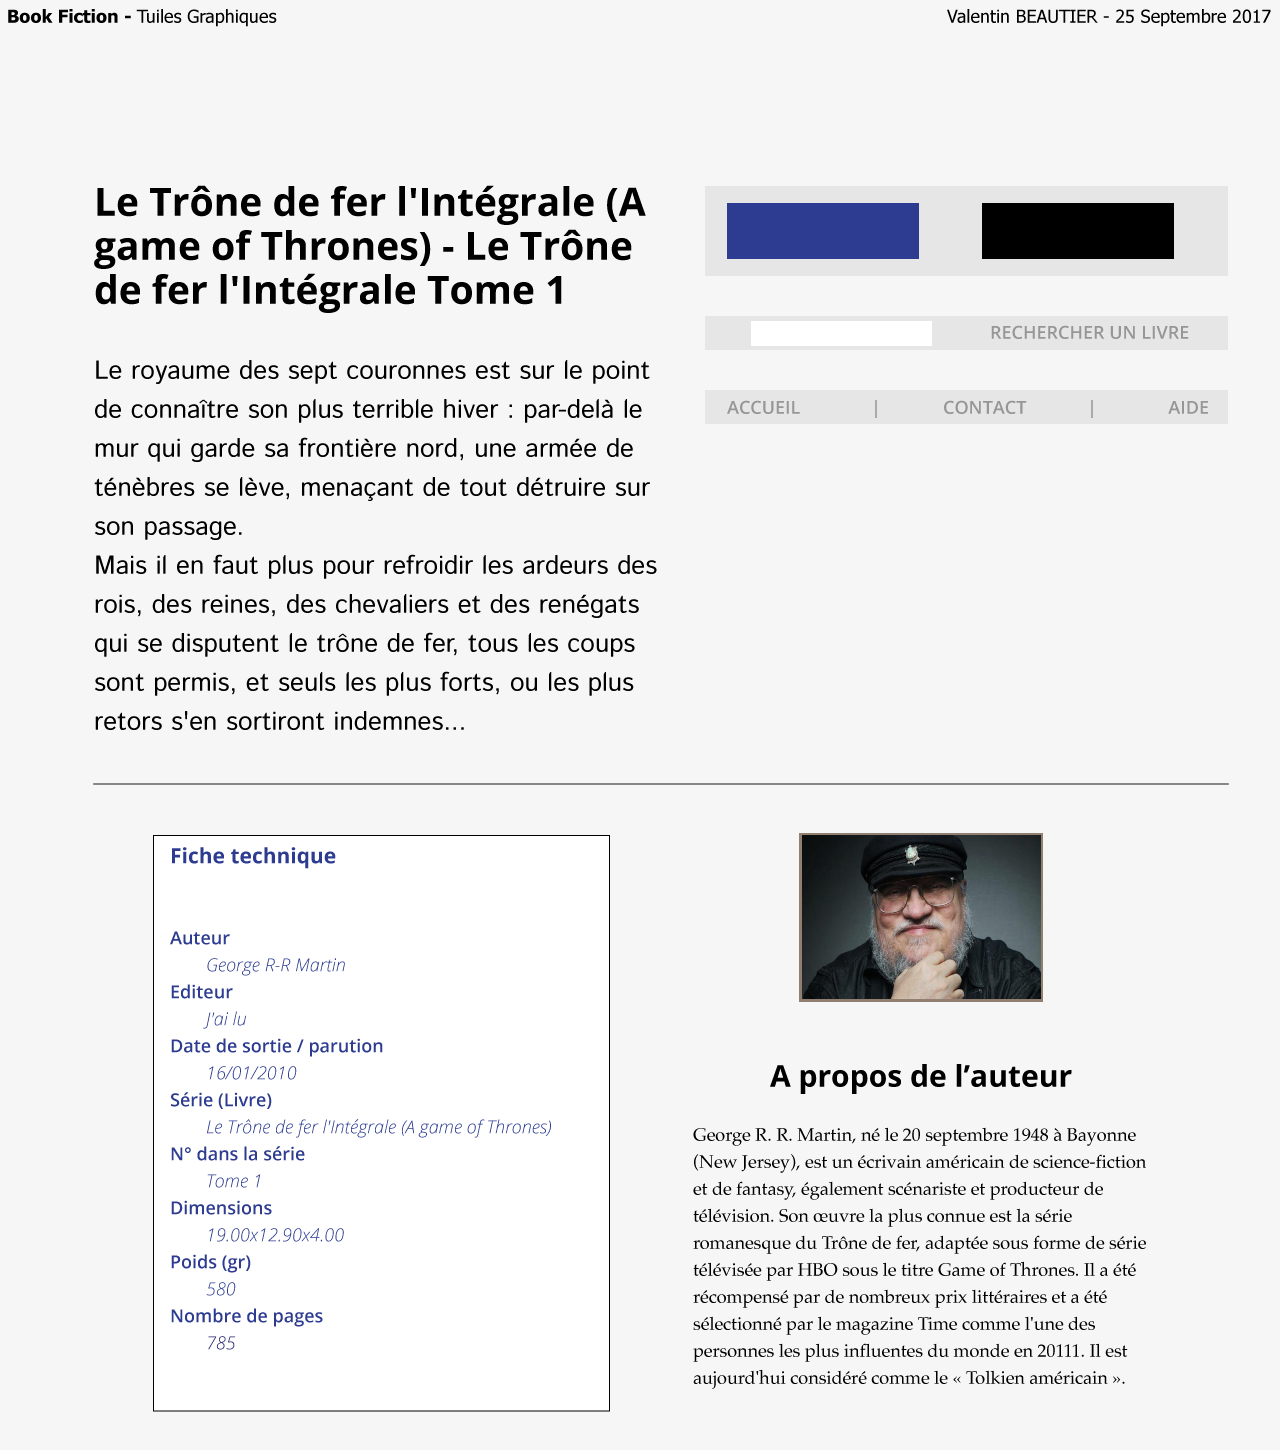 Book Fiction - Tuiles Graphiques
Valentin BEAUTIER - 25 Septembre 2017
Le Trône de fer l'Intégrale (A
game of Thrones) - Le Trône
de fer l'Intégrale Tome 1
Le royaume des sept couronnes est sur le point
de connaître son plus terrible hiver : par-delà le
mur qui garde sa frontière nord, une armée de
ténèbres se lève, menaçant de tout détruire sur
son passage.
Mais il en faut plus pour refroidir les ardeurs des
rois, des reines, des chevaliers et des renégats
qui se disputent le trône de fer, tous les coups
sont permis, et seuls les plus forts, ou les plus
retors s'en sortiront indemnes...
RECHERCHER UN LIVRE
ACCUEIL | CONTACT | AIDE
Fiche technique
Auteur
George R-R Martin
Editeur
J'ai lu
Date de sortie / parution
16/01/2010
Série (Livre)
Le Trône de fer l'Intégrale (A game of Thrones)
N° dans la série
Tome 1
Dimensions
19.00x12.90x4.00
Poids (gr)
580
Nombre de pages
785
A propos de l’auteur
George R. R. Martin, né le 20 septembre 1948 à Bayonne
(New Jersey), est un écrivain américain de science-fiction
et de fantasy, également scénariste et producteur de
télévision. Son œuvre la plus connue est la série
romanesque du Trône de fer, adaptée sous forme de série
télévisée par HBO sous le titre Game of Thrones. Il a été
récompensé par de nombreux prix littéraires et a été
sélectionné par le magazine Time comme l'une des
personnes les plus influentes du monde en 20111. Il est
aujourd'hui considéré comme le « Tolkien américain ».